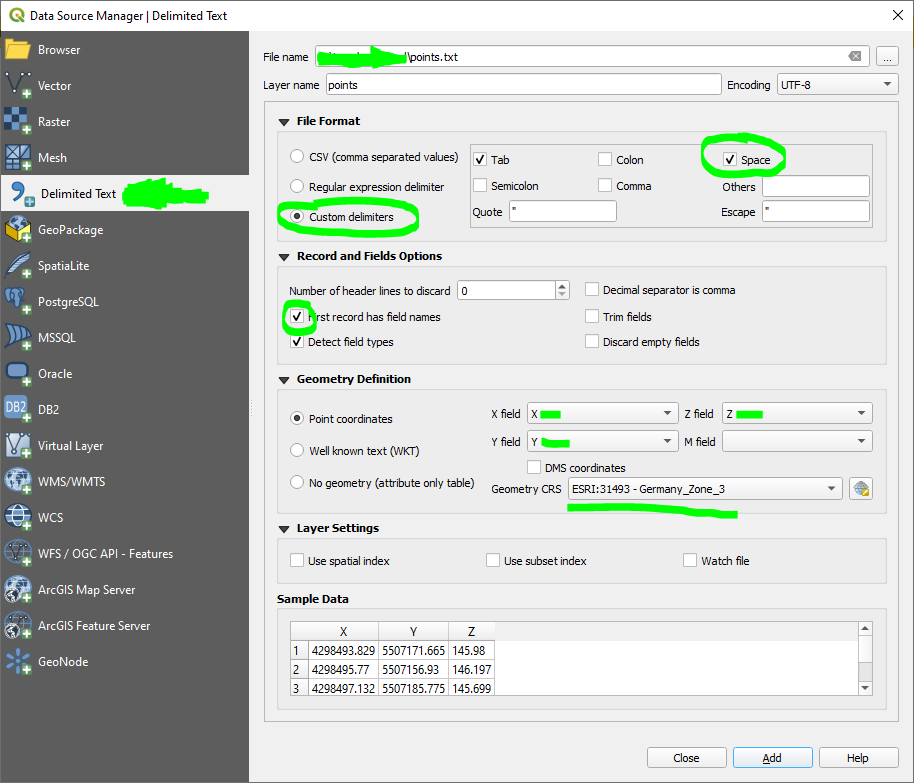 Data Source Manager | Delimited Text
Browser
Vector
Raster
Mesh
Delimited Text
GeoPackage
SpatiaLite
PostgreSQL
MSSQL
Oracle
DB2
DB2
Virtual Layer
WMS/WMTS
WCS
WFS / OGC API - Features
ArcGIS Map Server
ArcGIS Feature Server
GeoNode
File name \points.txt ...
Layer name points Encoding UTF-8
File Format
CSV (comma separated values)
Regular expression delimiter
Custom delimiters
Tab Colon Space
Semicolon Comma Others
Quote " Escape "
Record and Fields Options
Number of header lines to discard 0 Decimal separator is comma
First record has field names Trim fields
Detect field types Discard empty fields
Geometry Definition
Point coordinates
Well known text (WKT)
No geometry (attribute only table)
X field X Z field Z
Y field Y M field
DMS coordinates
Geometry CRS ESRI:31493 - Germany_Zone_3
Layer Settings
Use spatial index Use subset index Watch file
Sample Data
X Y Z
1 4298493.829 5507171.665 145.98
2 4298495.77 5507156.93 146.197
3 4298497.132 5507185.775 145.699
Close Add Help